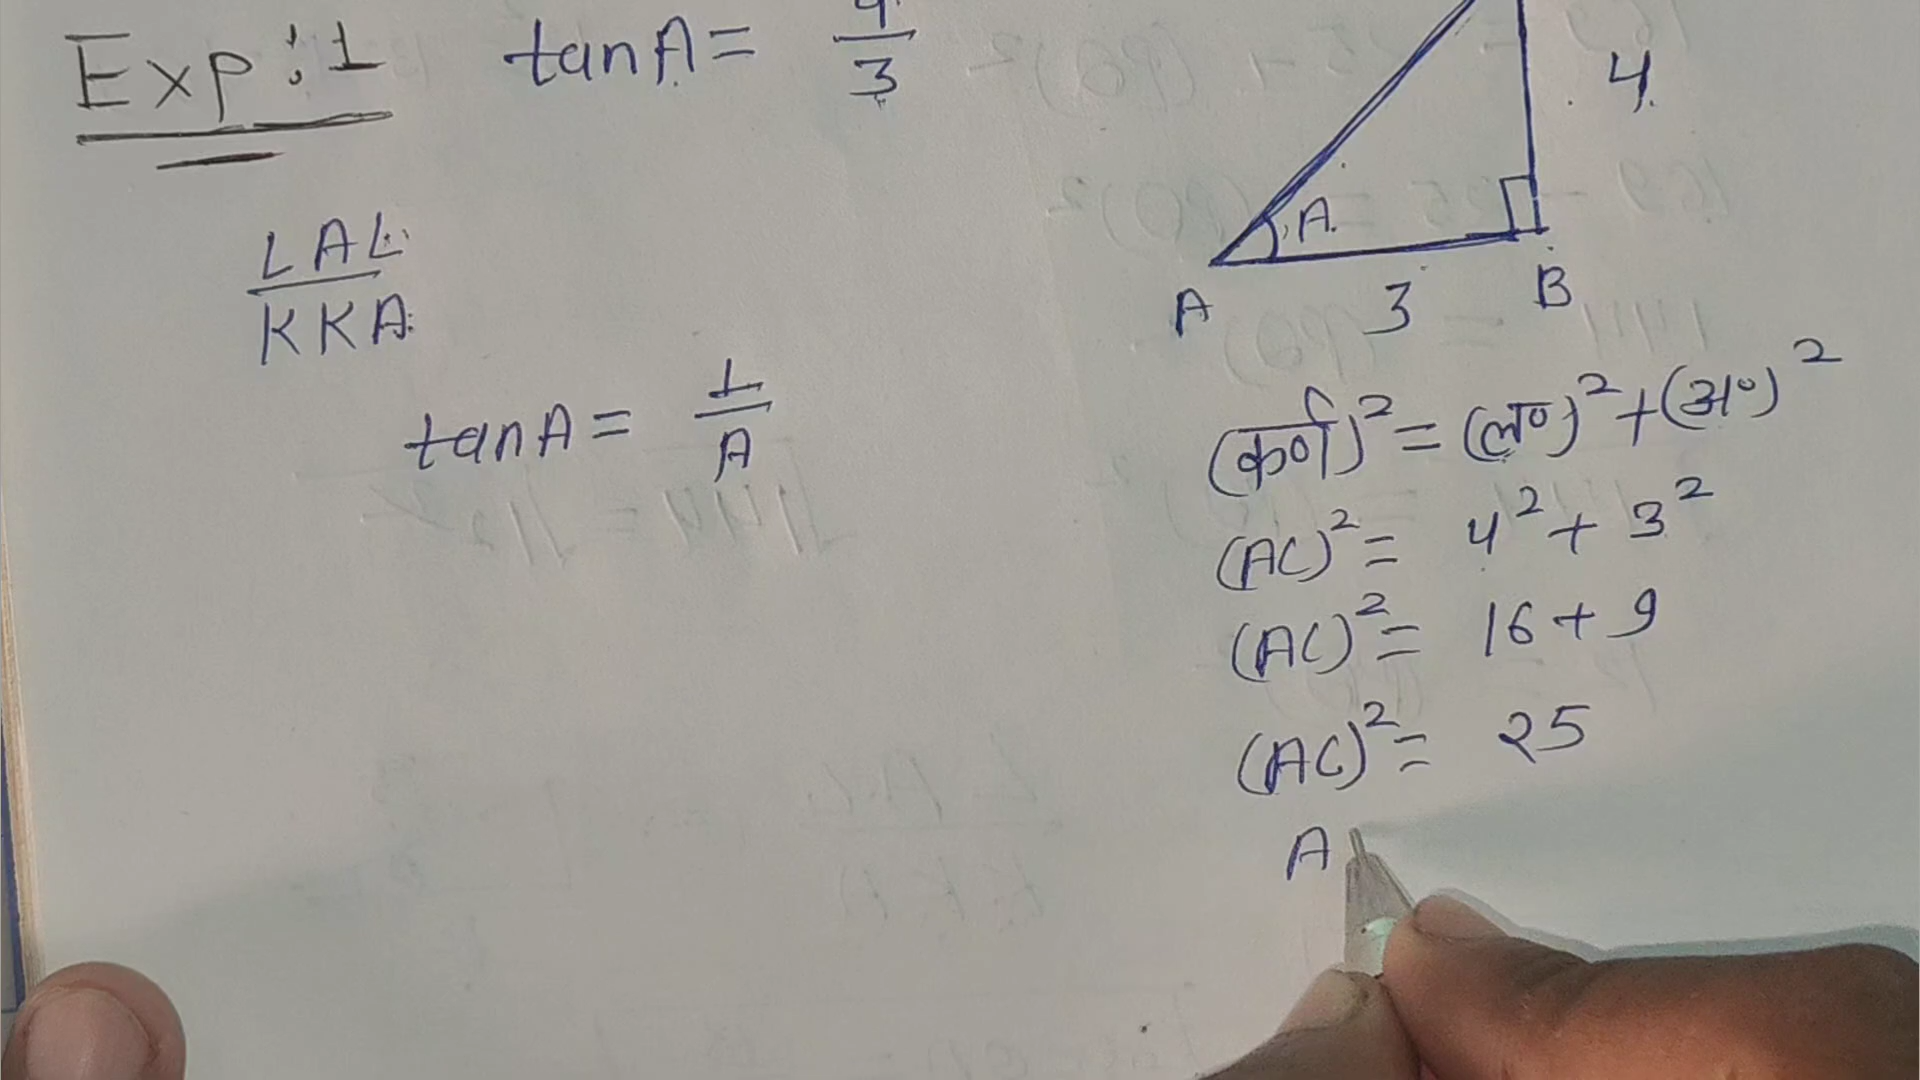 Exp:1 tanA = 4/3
4
A
A 3 B
LAL
KKA
tanA = L/A
(कर्ण)² = (ल०)² + (आ०)²
(AC)² = 4² + 3²
(AC)² = 16 + 9
(AC)² = 25
A